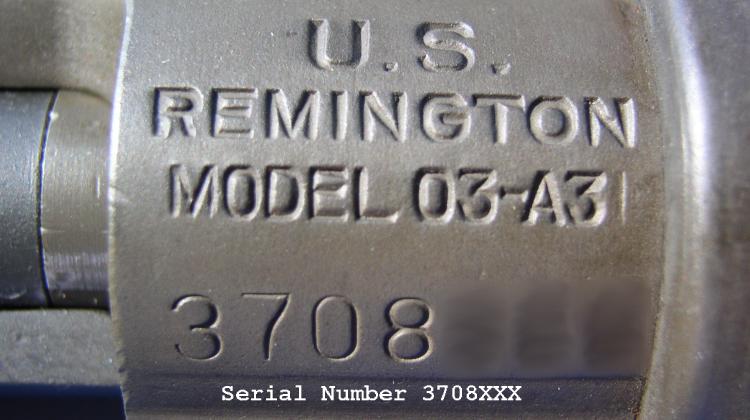 U.S.
REMINGTON
MODEL 03-A3
3708
Serial Number 3708XXX